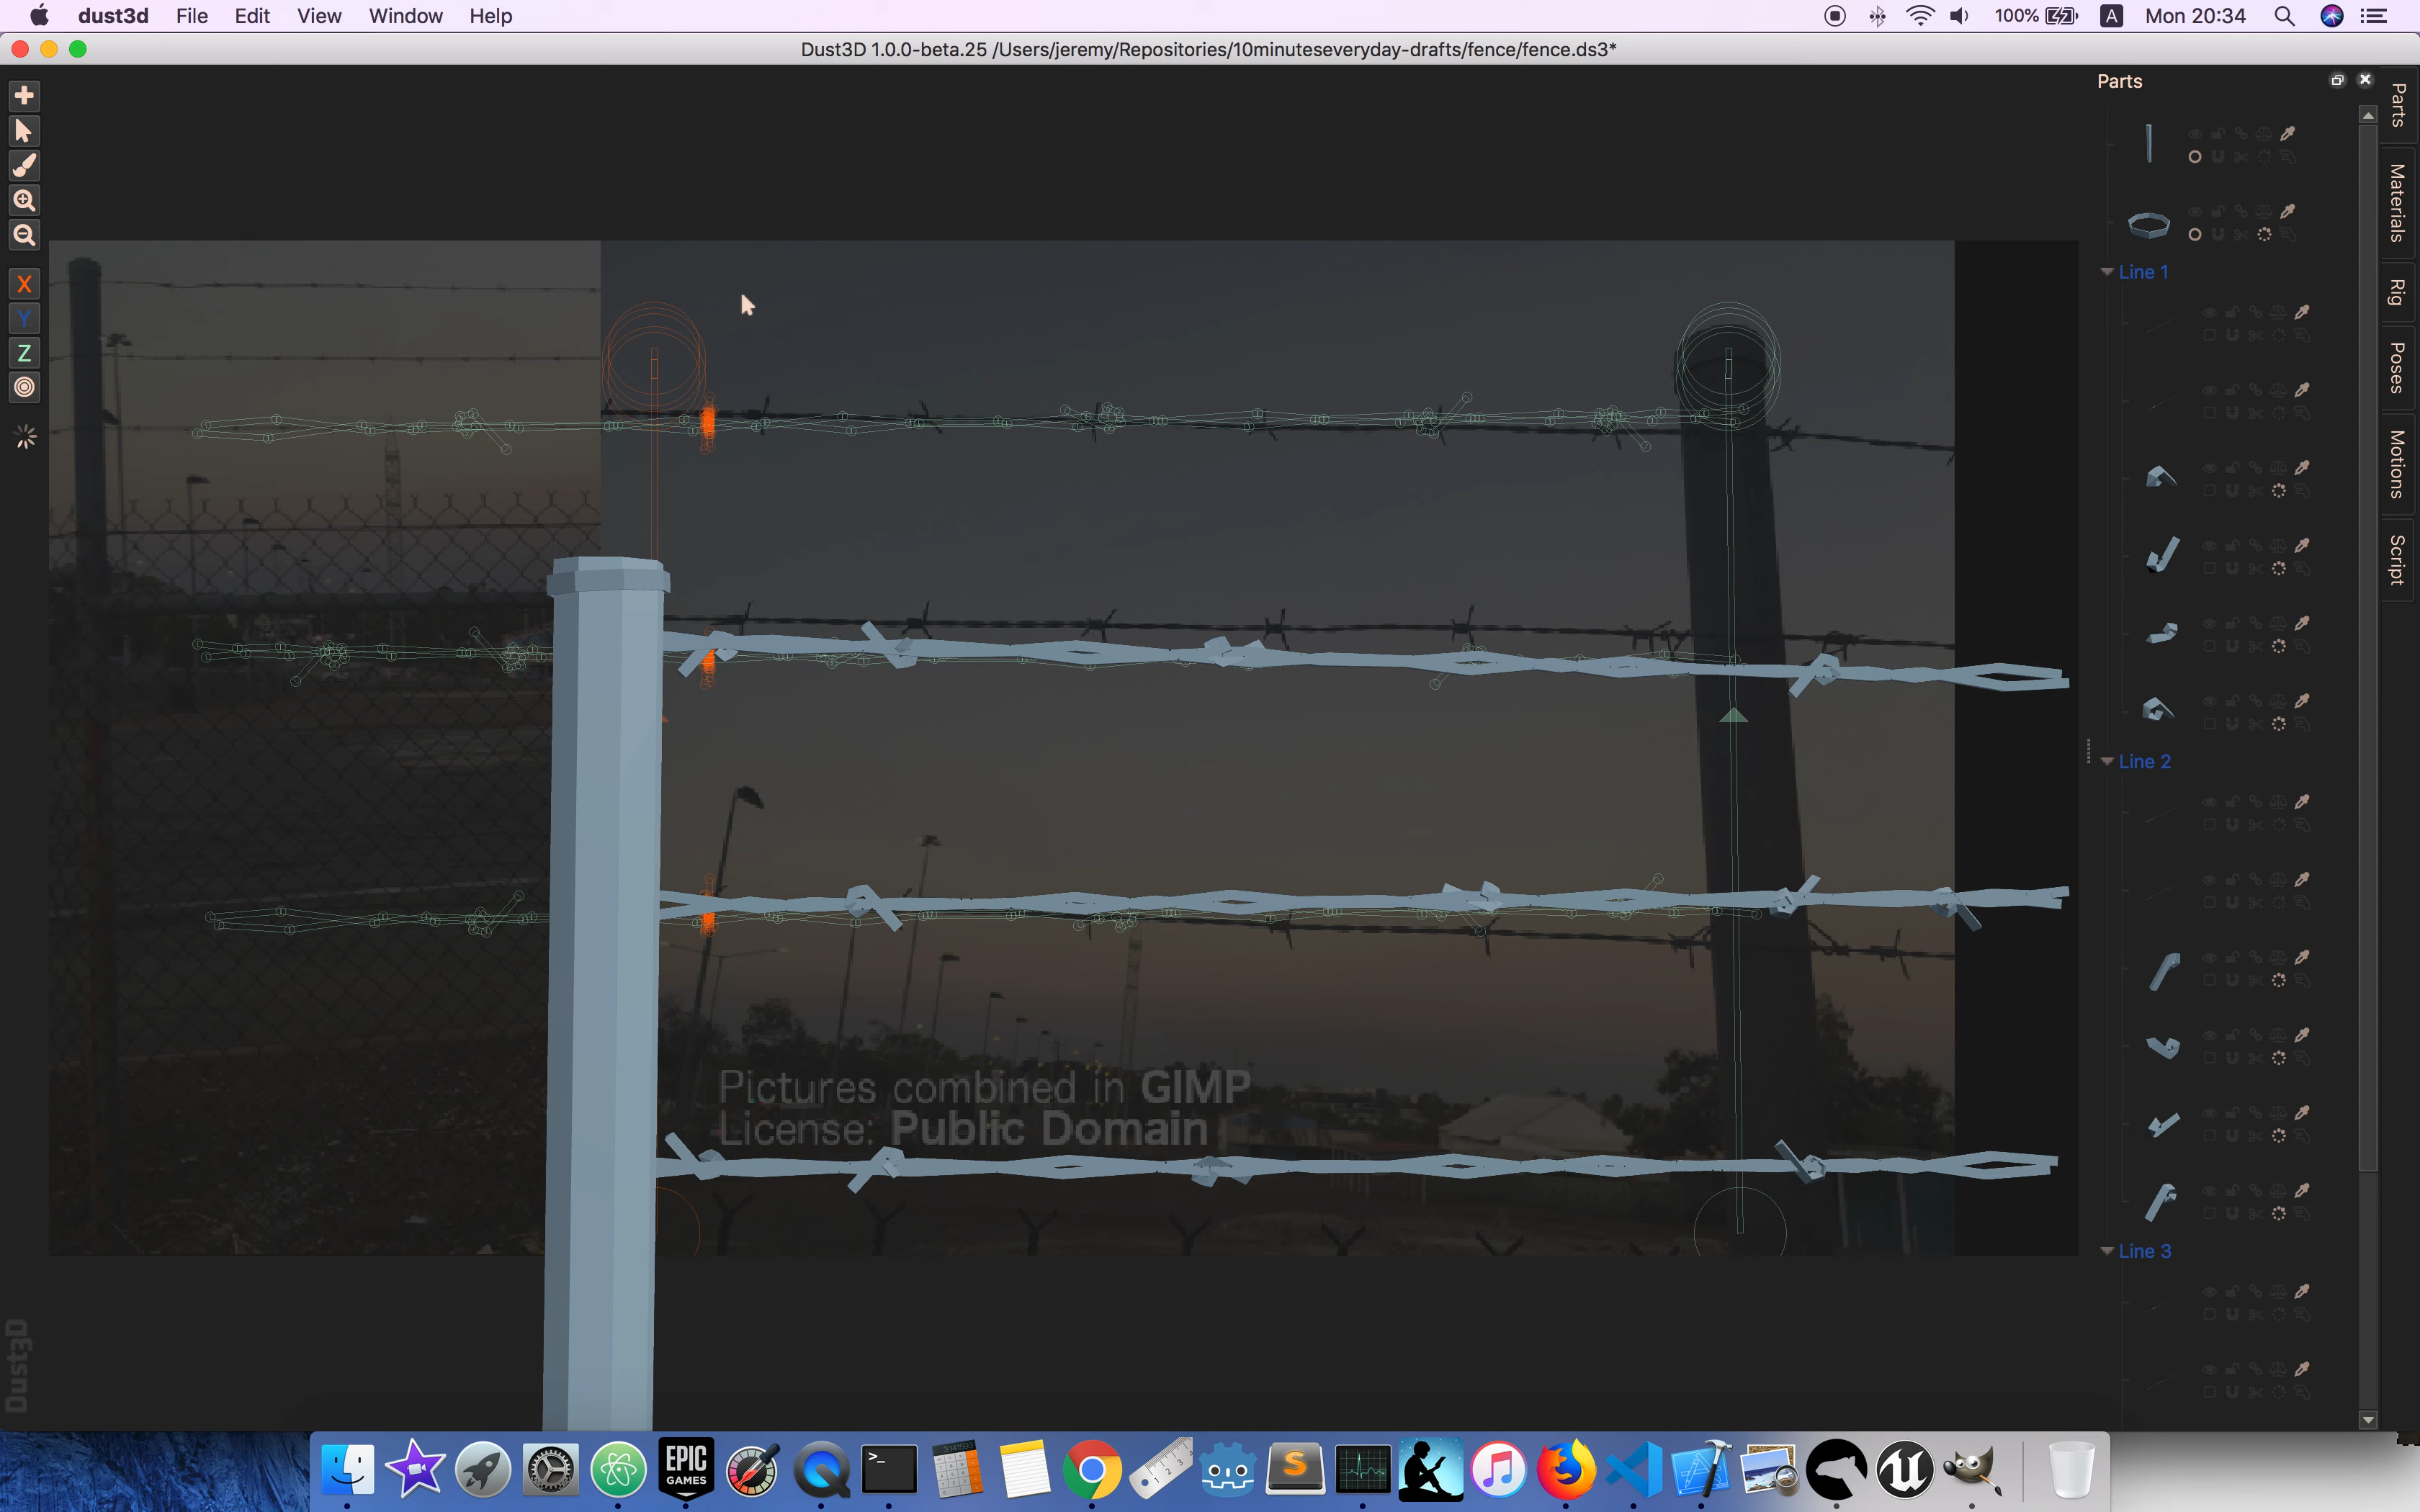 dust3d File Edit View Window Help 100% A Mon 20:34
Dust3D 1.0.0-beta.25 /Users/jeremy/Repositories/10minuteseveryday-drafts/fence/fence.ds3*
Parts
Parts
Materials
Rig
Poses
Motions
Script
X
Y
Z
Line 1
Line 2
Line 3
Pictures combined in GIMP
License: Public Domain
Dust3D
EPIC
GAMES